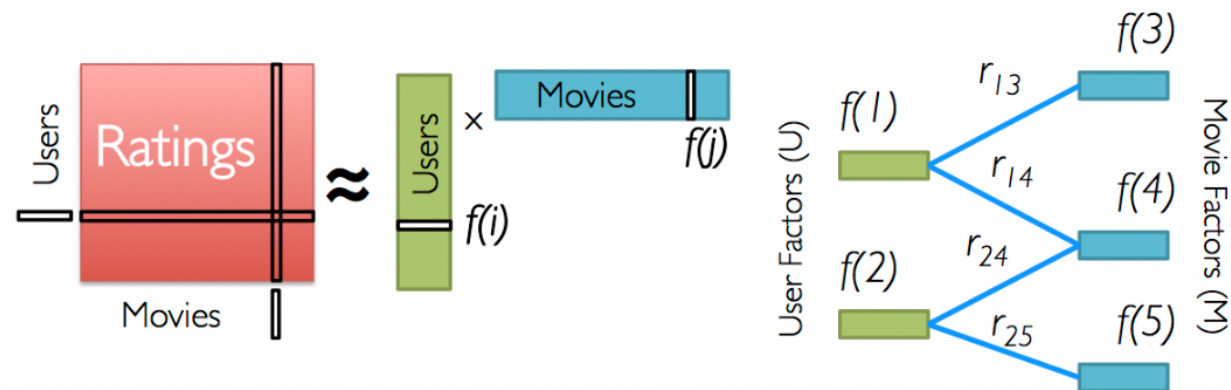 Users
Ratings
Movies
≈
Users
f(i)
x
Movies
f(j)
User Factors (U)
f(1)
f(2)
r13
r14
r24
r25
f(3)
f(4)
f(5)
Movie Factors (M)